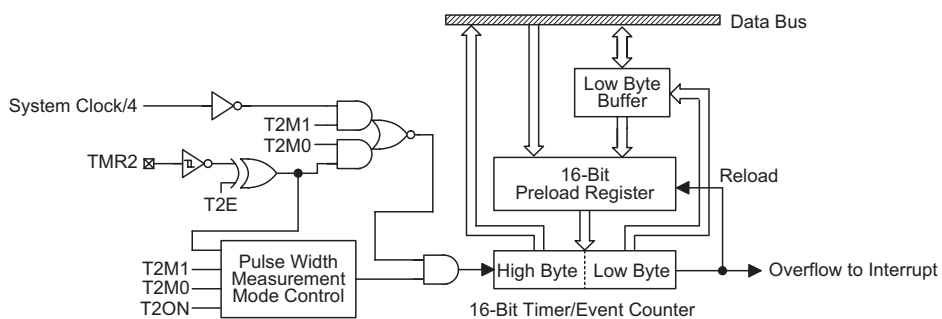 Data Bus
Low Byte
Buffer
System Clock/4
T2M1
T2M0
TMR2
T2E
16-Bit
Preload Register
Reload
T2M1
T2M0
T2ON
Pulse Width
Measurement
Mode Control
High Byte
Low Byte
Overflow to Interrupt
16-Bit Timer/Event Counter